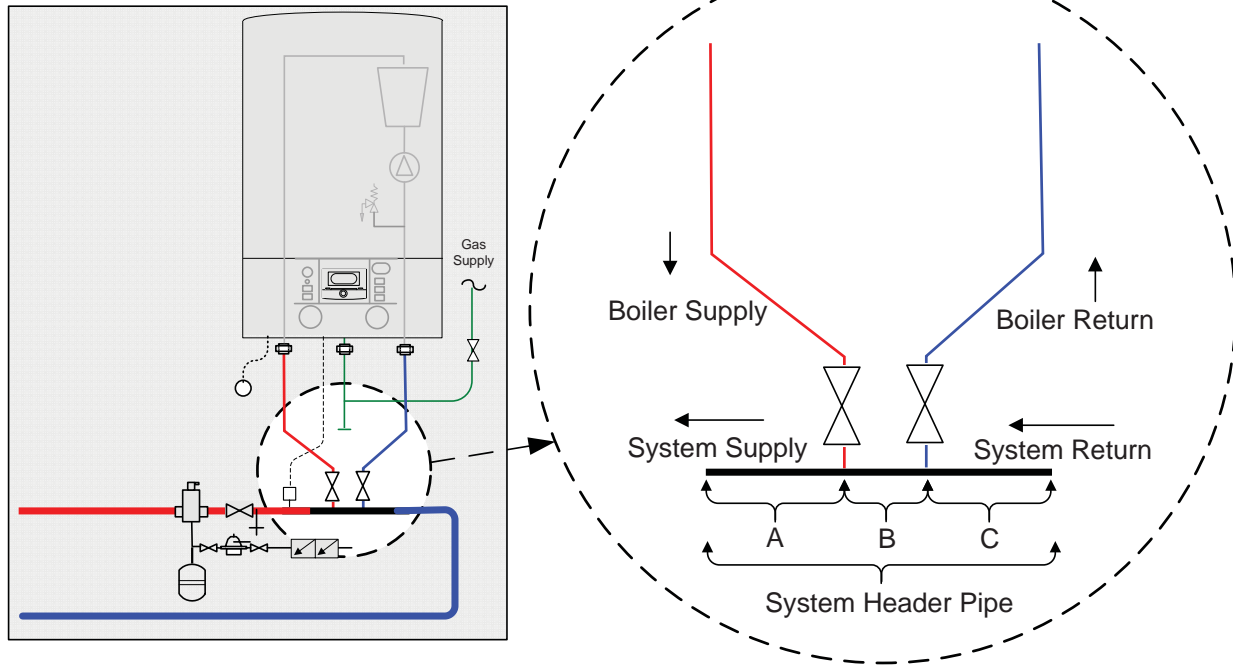 Gas
Supply
Boiler Supply
Boiler Return
System Supply
System Return
A
B
C
System Header Pipe